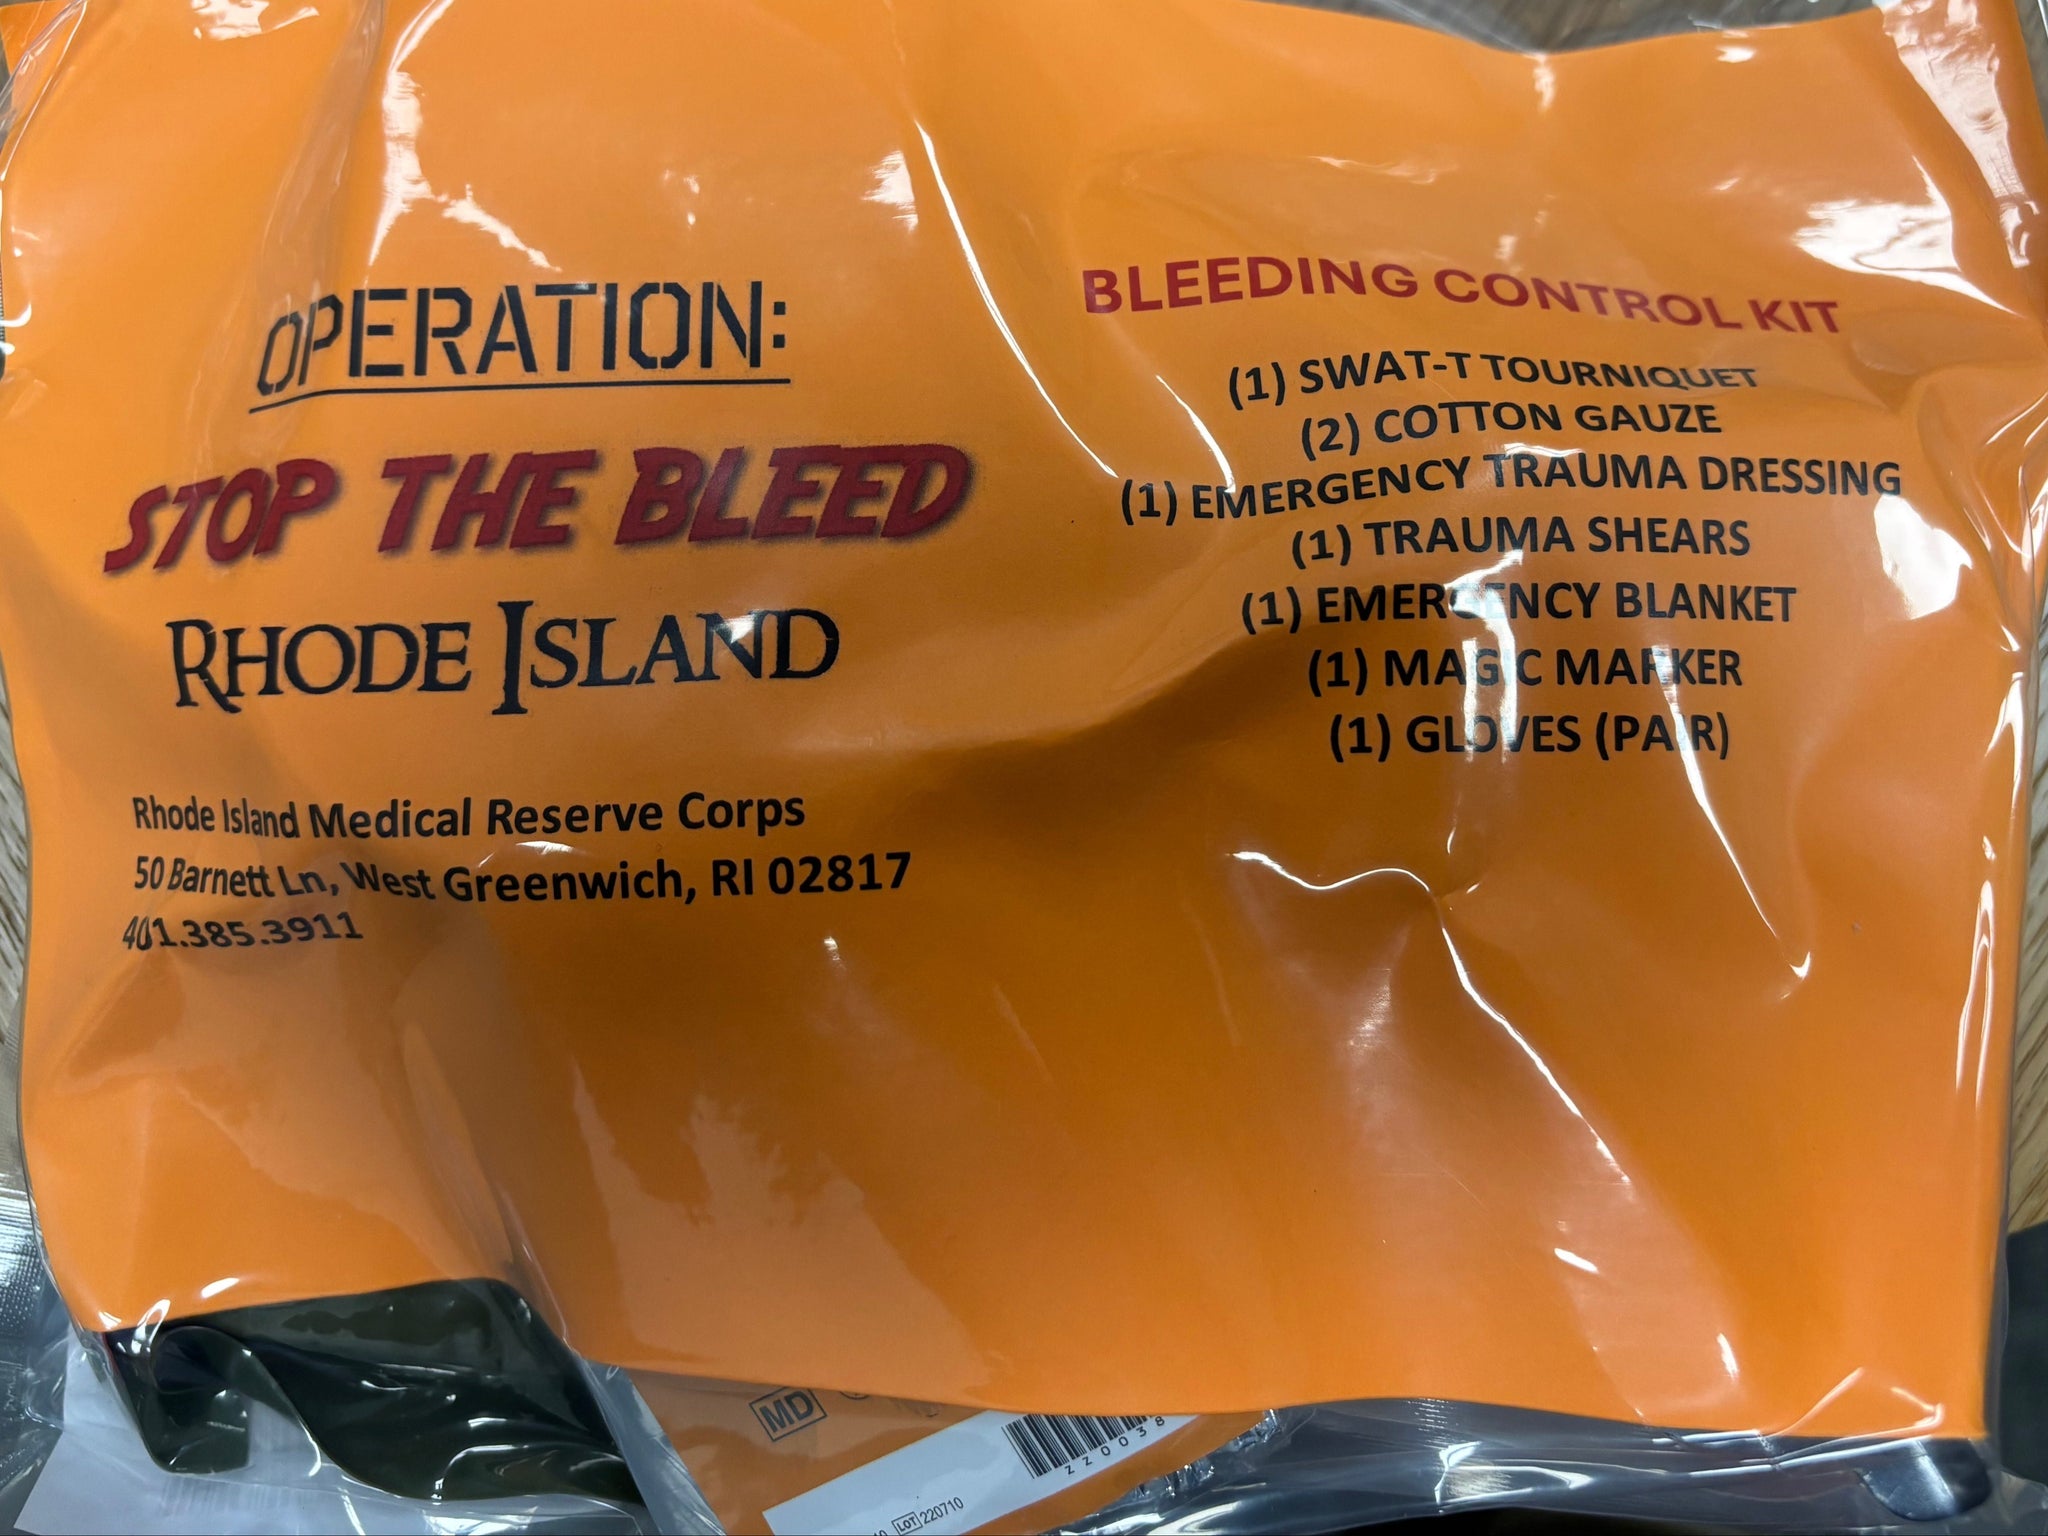 OPERATION:
STOP THE BLEED
RHODE ISLAND
Rhode Island Medical Reserve Corps
50 Barnett Ln, West Greenwich, RI 02817
401.385.3911
BLEEDING CONTROL KIT
(1) SWAT-T TOURNIQUET
(2) COTTON GAUZE
(1) EMERGENCY TRAUMA DRESSING
(1) TRAUMA SHEARS
(1) EMERGENCY BLANKET
(1) MAGIC MARKER
(1) GLOVES (PAIR)
MD
LOT 220710